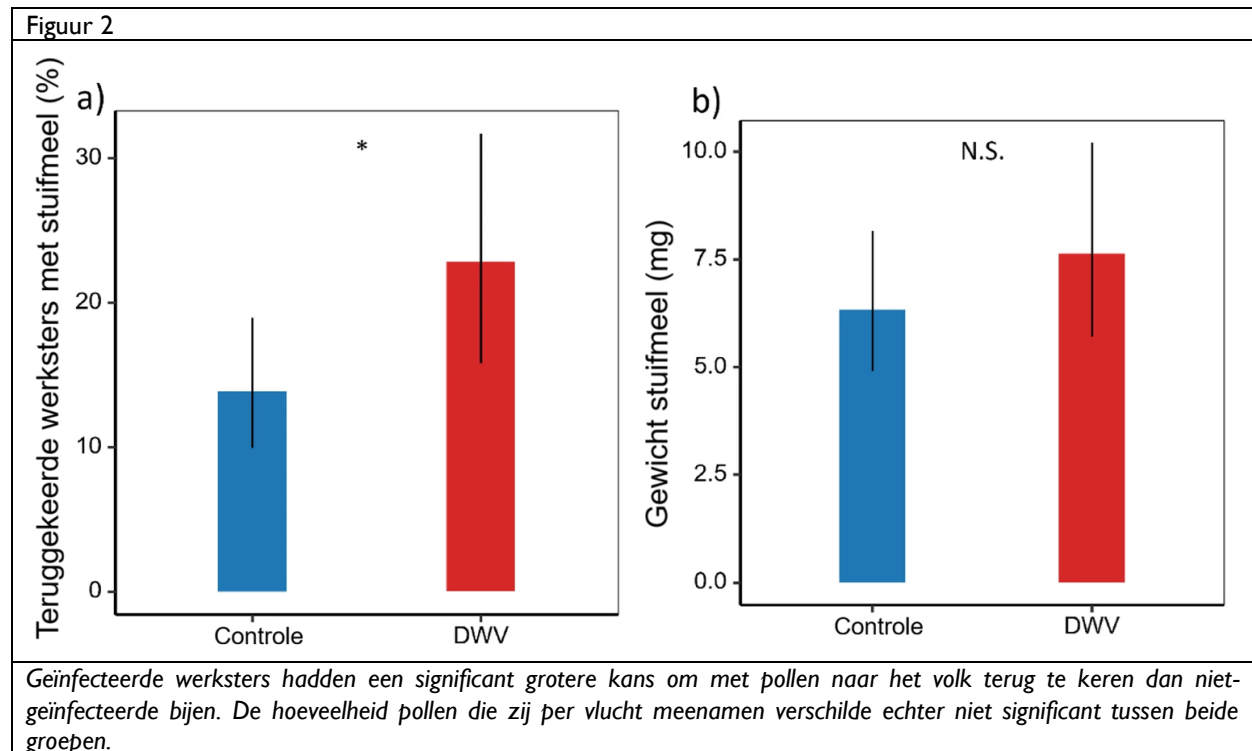 Figuur 2
a)
Teruggekeerde werksters met stuifmeel (%)
30
20
10
0
*
Controle
DWV
b)
Gewicht stuifmeel (mg)
10.0
7.5
5.0
2.5
0.0
N.S.
Controle
DWV
Geïnfecteerde werksters hadden een significant grotere kans om met pollen naar het volk terug te keren dan niet-
geïnfecteerde bijen. De hoeveelheid pollen die zij per vlucht meenamen verschilde echter niet significant tussen beide
groepen.